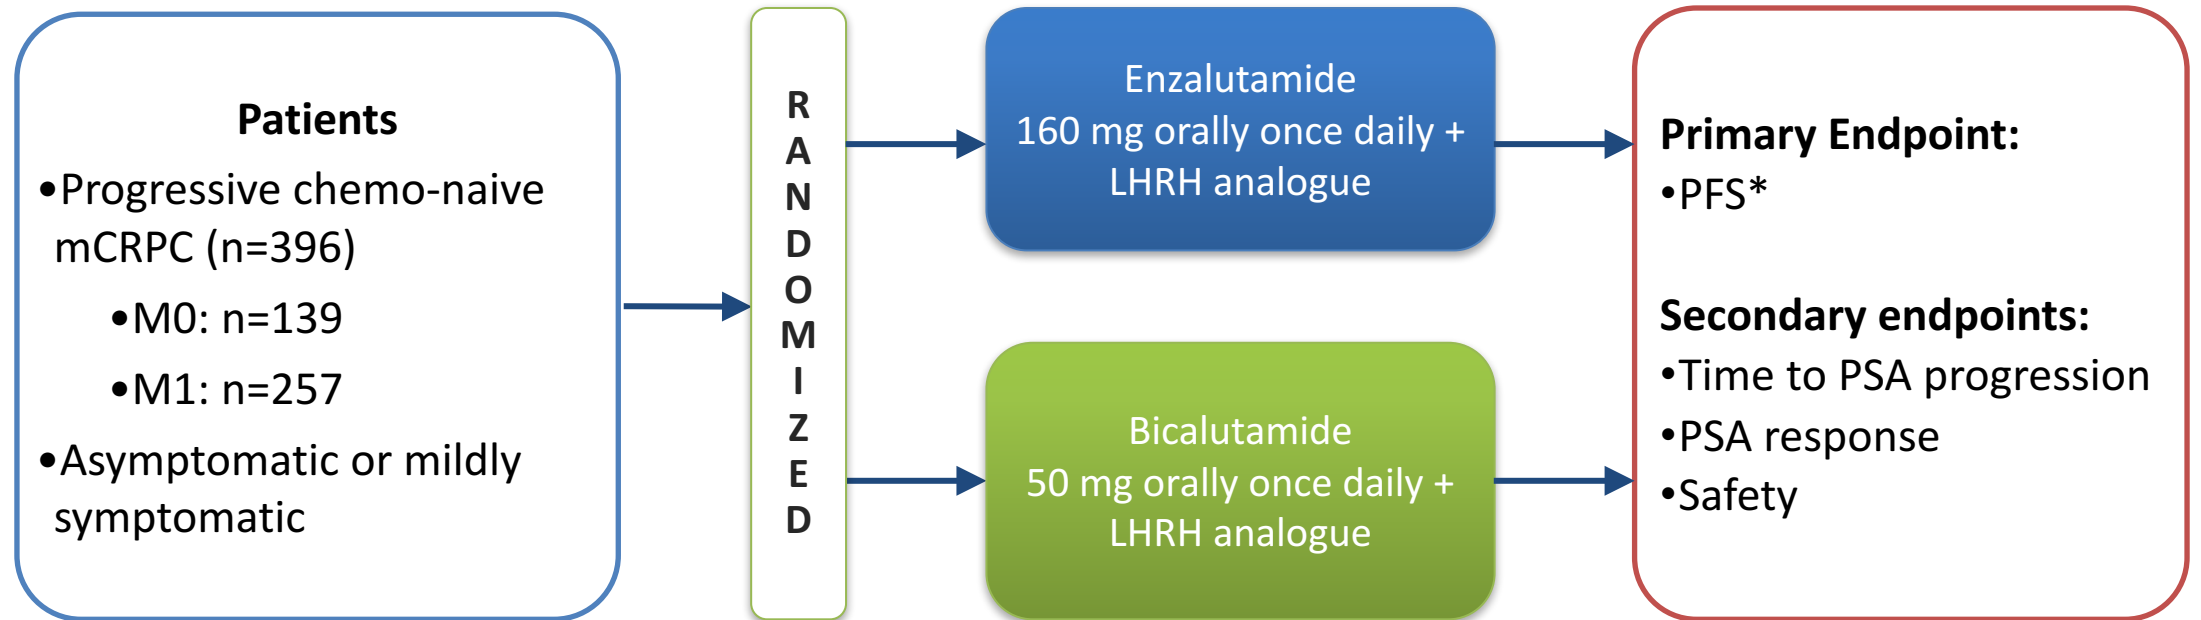 Patients
•Progressive chemo-naive
mCRPC (n=396)
•M0: n=139
•M1: n=257
•Asymptomatic or mildly
symptomatic
R
A
N
D
O
M
I
Z
E
D
Enzalutamide
160 mg orally once daily +
LHRH analogue
Bicalutamide
50 mg orally once daily +
LHRH analogue
Primary Endpoint:
•PFS*
Secondary endpoints:
•Time to PSA progression
•PSA response
•Safety